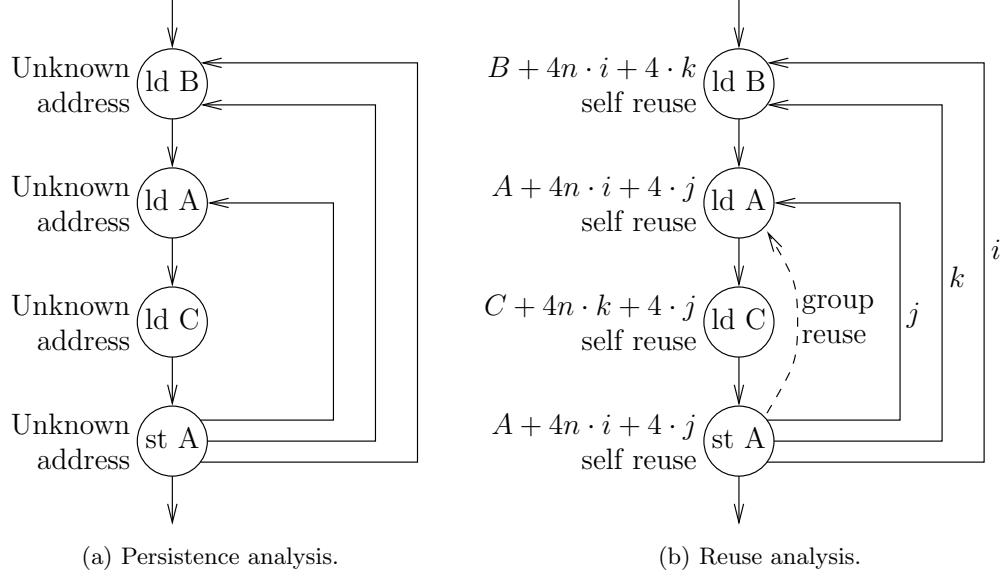 Unknown
address
ld B
Unknown
address
ld A
Unknown
address
ld C
Unknown
address
st A
(a) Persistence analysis.
B + 4n · i + 4 · k
self reuse
ld B
A + 4n · i + 4 · j
self reuse
ld A
C + 4n · k + 4 · j
self reuse
ld C
group
reuse
j
k
i
A + 4n · i + 4 · j
self reuse
st A
(b) Reuse analysis.